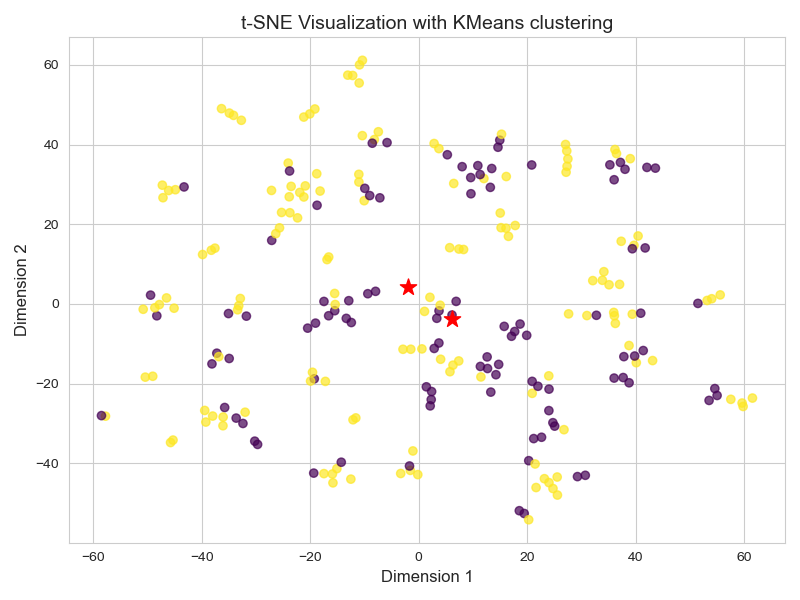 t-SNE Visualization with KMeans clustering
60
40
20
0
−20
−40
Dimension 2
−60 −40 −20 0 20 40 60
Dimension 1